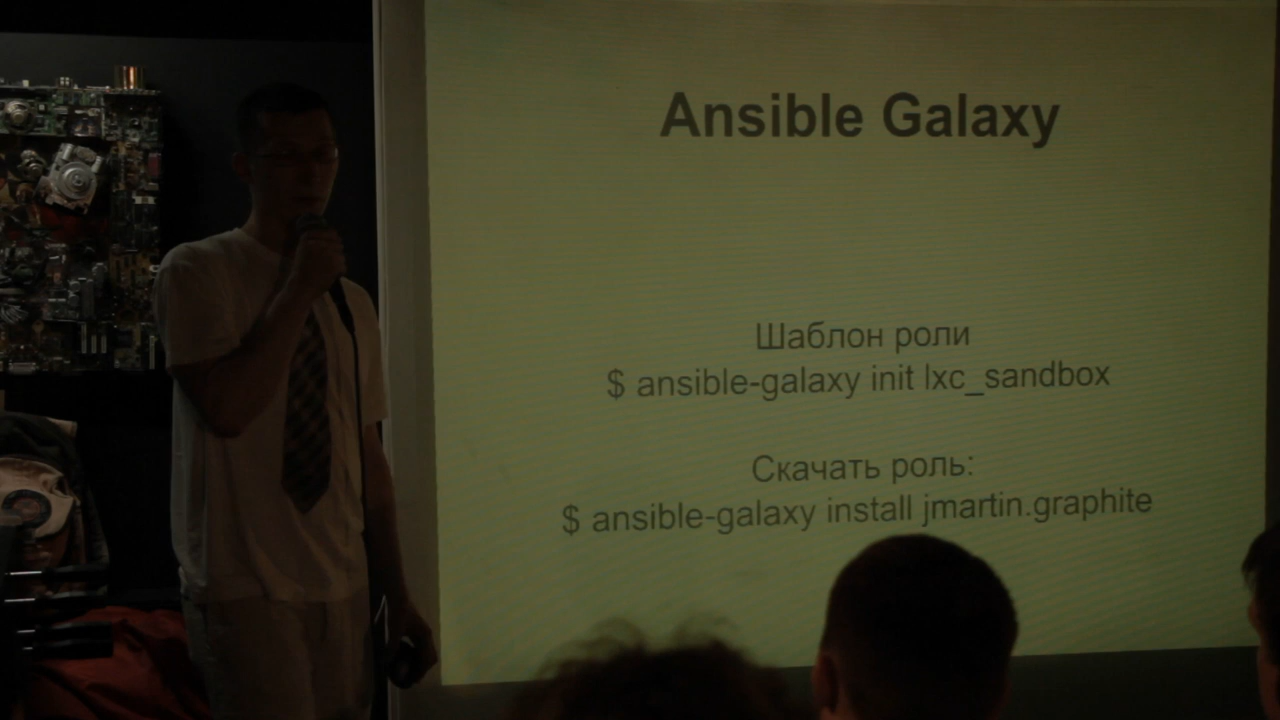 Ansible Galaxy
Шаблон роли
$ ansible-galaxy init lxc_sandbox
Скачать роль:
$ ansible-galaxy install jmartin.graphite